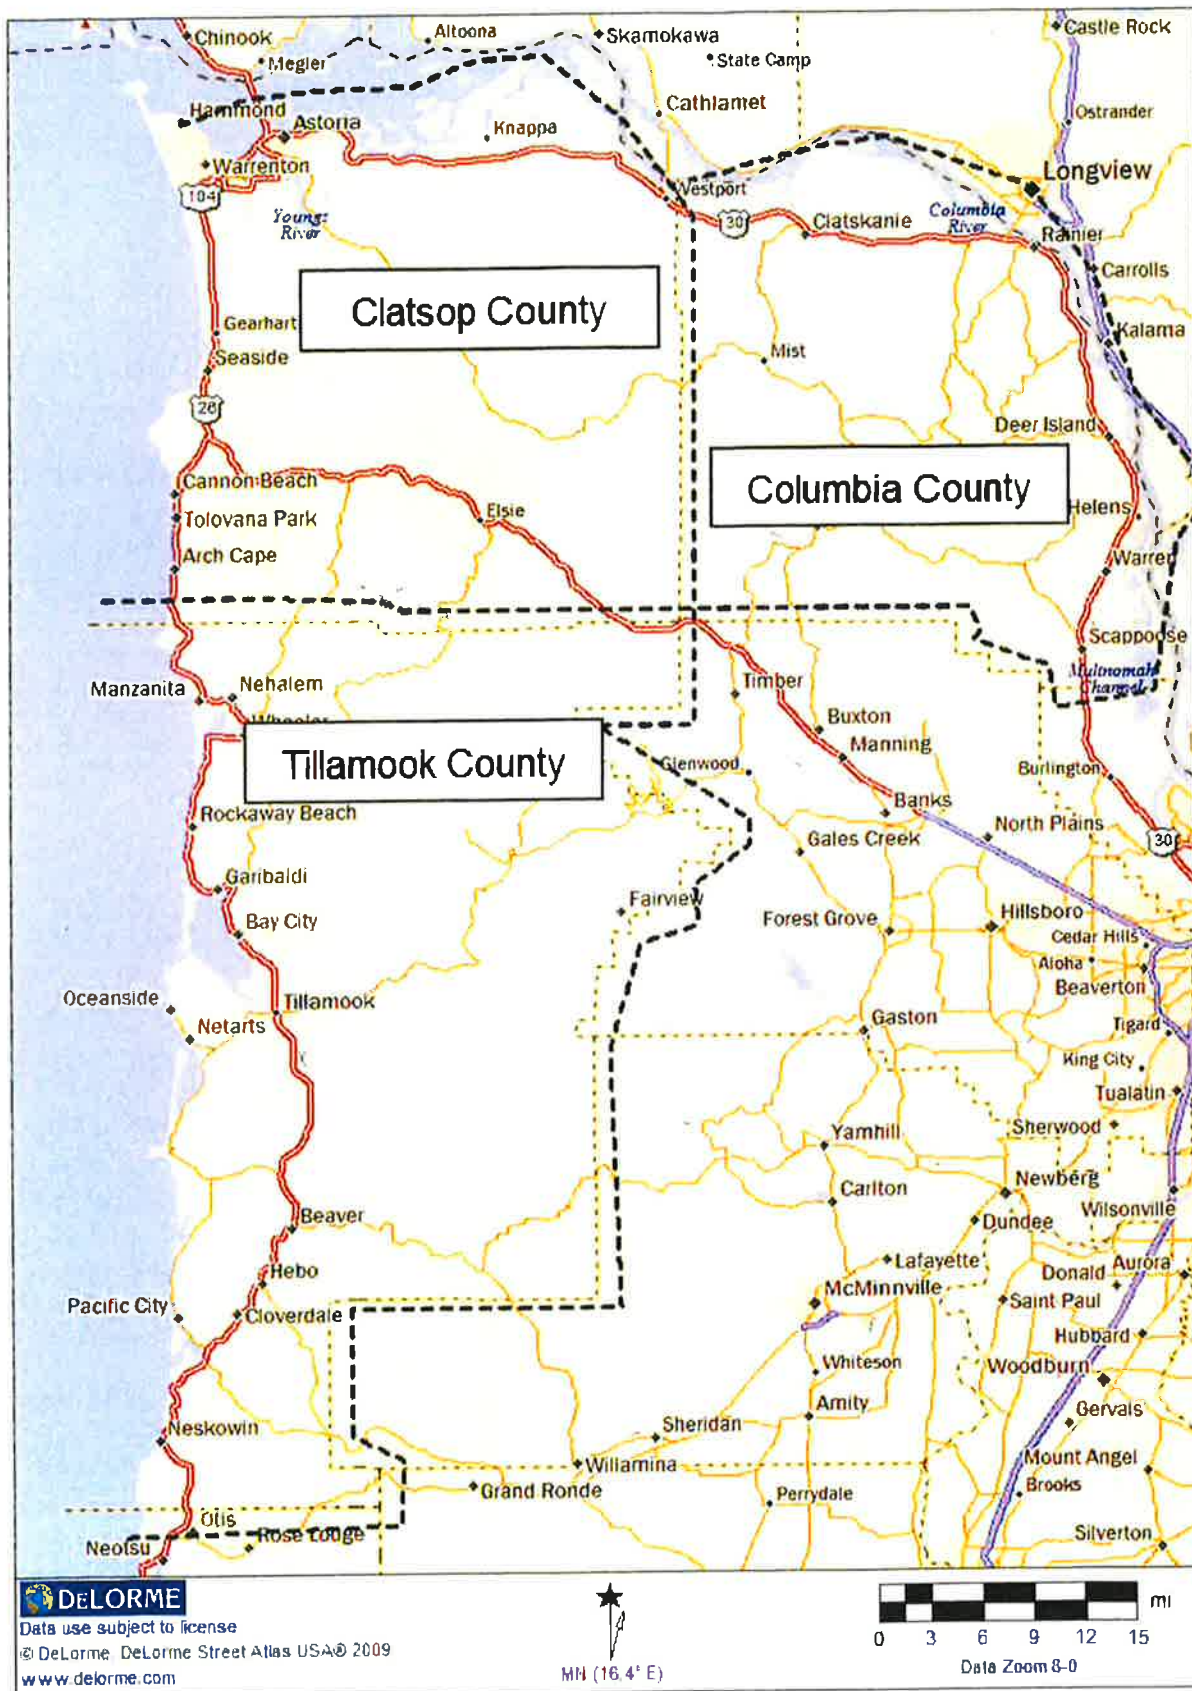 Chinook
Altoona
Skamokawa
Castle Rock
Megler
State Camp
Hammond
Cathlamet
Ostrander
Astoria
Knappa
Warrenton
Longview
Westport
104
Youngs
River
30
Clatskanie
Columbia
River
Rainier
Carrolls
Clatsop County
Gearhart
Kalama
Seaside
Mist
26
Deer Island
Cannon Beach
Columbia County
Tolovana Park
Elsie
Helens
Arch Cape
Warren
Scappoose
Multnomah
Channel
Manzanita
Nehalem
Timber
Wheeler
Buxton
Tillamook County
Manning
Glenwood
Burlington
Rockaway Beach
Banks
North Plains
Gales Creek
30
Garibaldi
Fairview
Bay City
Forest Grove
Hillsboro
Cedar Hills
Aloha
Beaverton
Oceanside
Tillamook
Netarts
Gaston
Tigard
King City
Tualatin
Yamhill
Sherwood
Carlton
Newberg
Wilsonville
Beaver
Dundee
Lafayette
Hebo
McMinnville
Donald
Aurora
Pacific City
Cloverdale
Saint Paul
Hubbard
Whiteson
Woodburn
Amity
Gervais
Neskowin
Sheridan
Willamina
Mount Angel
Grand Ronde
Perrydale
Brooks
Otis
Rose Lodge
Neotsu
Silverton
DELORME
Data use subject to license
© DeLorme. DeLorme Street Atlas USA® 2009
www.delorme.com
MN (16.4° E)
mi
0 3 6 9 12 15
Data Zoom 8-0